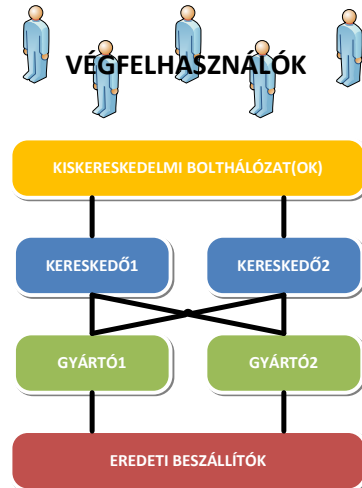 VÉGFELHASZNÁLÓK
KISKERESKEDELMI BOLTHÁLÓZAT(OK)
KERESKEDŐ1
KERESKEDŐ2
GYÁRTÓ1
GYÁRTÓ2
EREDETI BESZÁLLÍTÓK